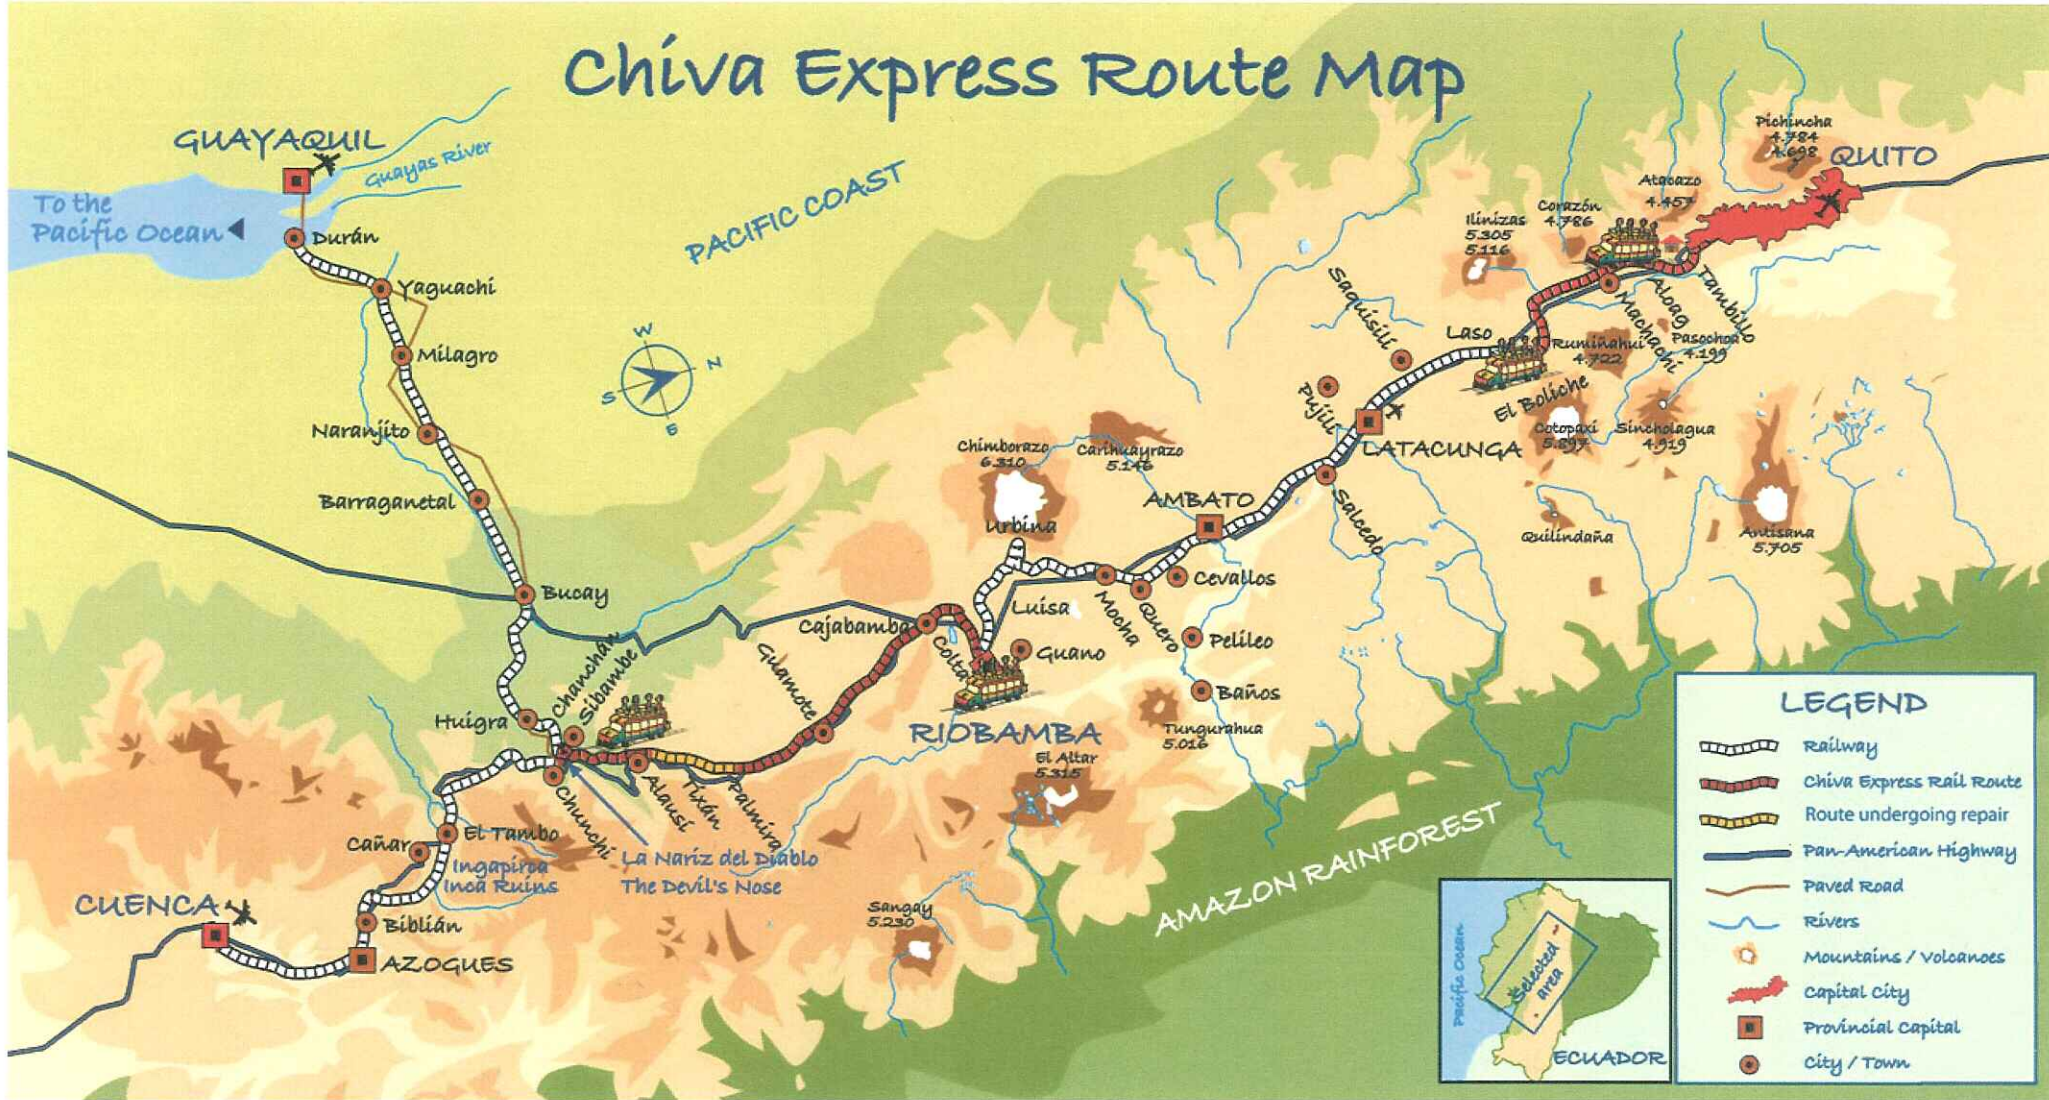 Chiva Express Route Map
GUAYAQUIL
Guayas River
To the
Pacific Ocean
Durán
Yaguachi
Milagro
Naranjito
Barraganetal
Bucay
PACIFIC COAST
W
N
S
E
Pichincha
4.784
4.698
QUITO
Atacazo
4.457
Corazón
4.786
Ilinizas
5.305
5.116
Tambillo
Aloag
Machachi
Saquisilí
Laso
Rumiñahui
4.722
Pasochoa
4.199
El Boliche
Pujilí
LATACUNGA
Cotopaxi
5.897
Sincholagua
4.919
Chimborazo
6.310
Carihuayrazo
5.146
AMBATO
Salcedo
Quilindaña
Antisana
5.705
Urbina
Cevallos
Luisa
Mocha
Quero
Pelileo
Baños
Tungurahua
5.016
Cajabamba
Colta
Guano
RIOBAMBA
El Altar
5.315
Guamote
Chanchán
Sibambe
Huigra
Palmira
Tixán
Alausí
Chunchi
La Nariz del Diablo
The Devil's Nose
El Tambo
Cañar
Ingapirca
Inca Ruins
CUENCA
Biblián
AZOGUES
Sangay
5.230
AMAZON RAINFOREST
Pacific Ocean
Selected
area
ECUADOR
LEGEND
Railway
Chiva Express Rail Route
Route undergoing repair
Pan-American Highway
Paved Road
Rivers
Mountains / Volcanoes
Capital City
Provincial Capital
City / Town